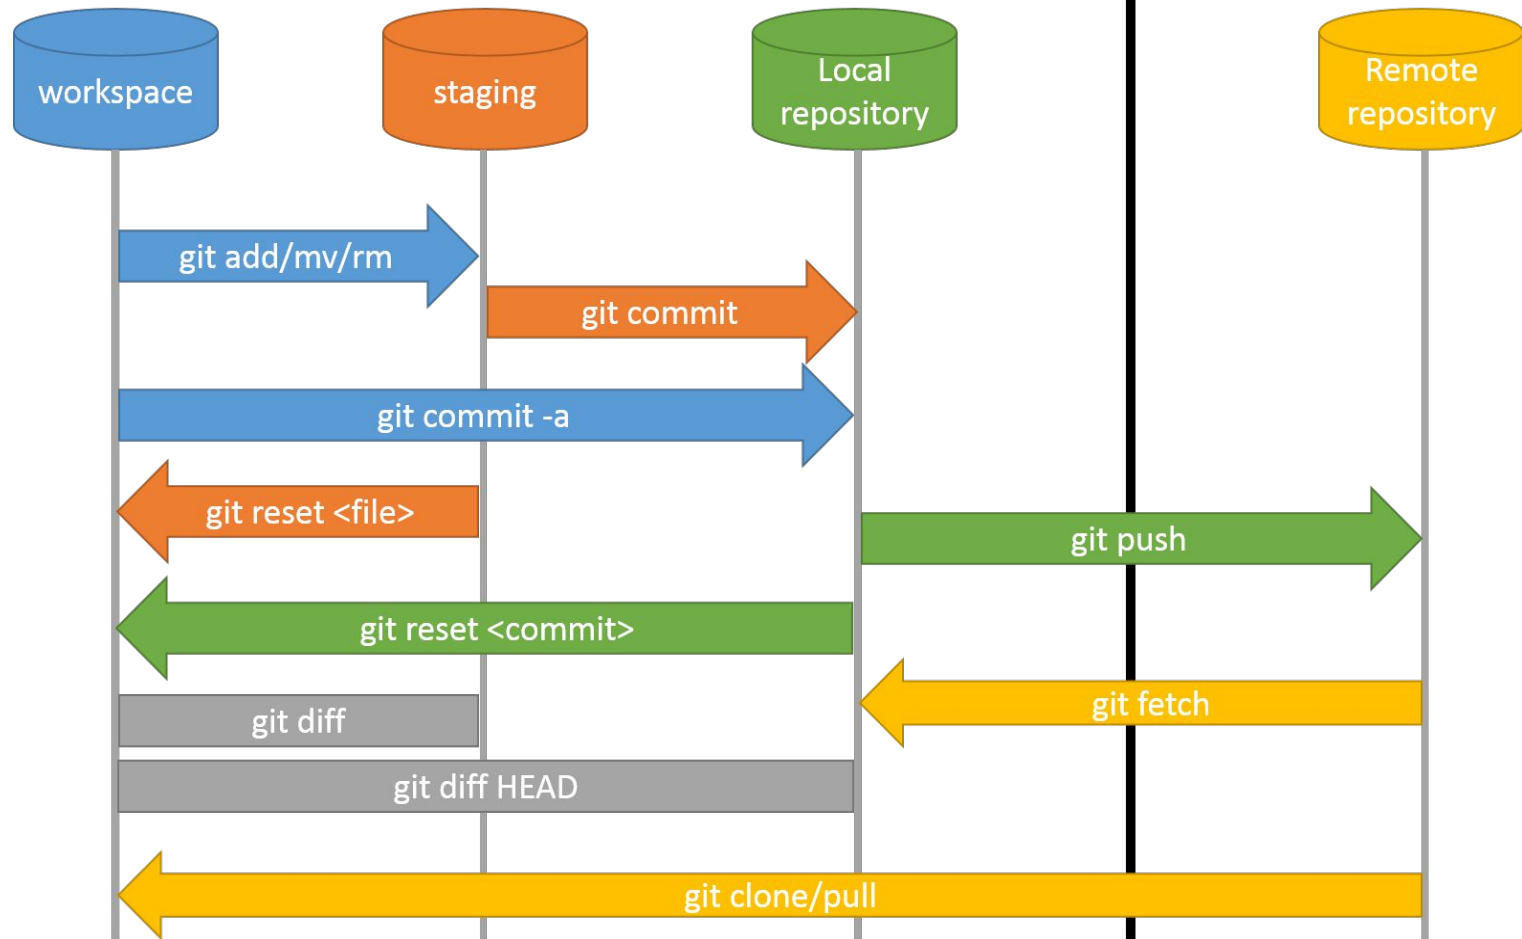 workspace
staging
Local
repository
Remote
repository
git add/mv/rm
git commit
git commit -a
git reset <file>
git push
git reset <commit>
git fetch
git diff
git diff HEAD
git clone/pull